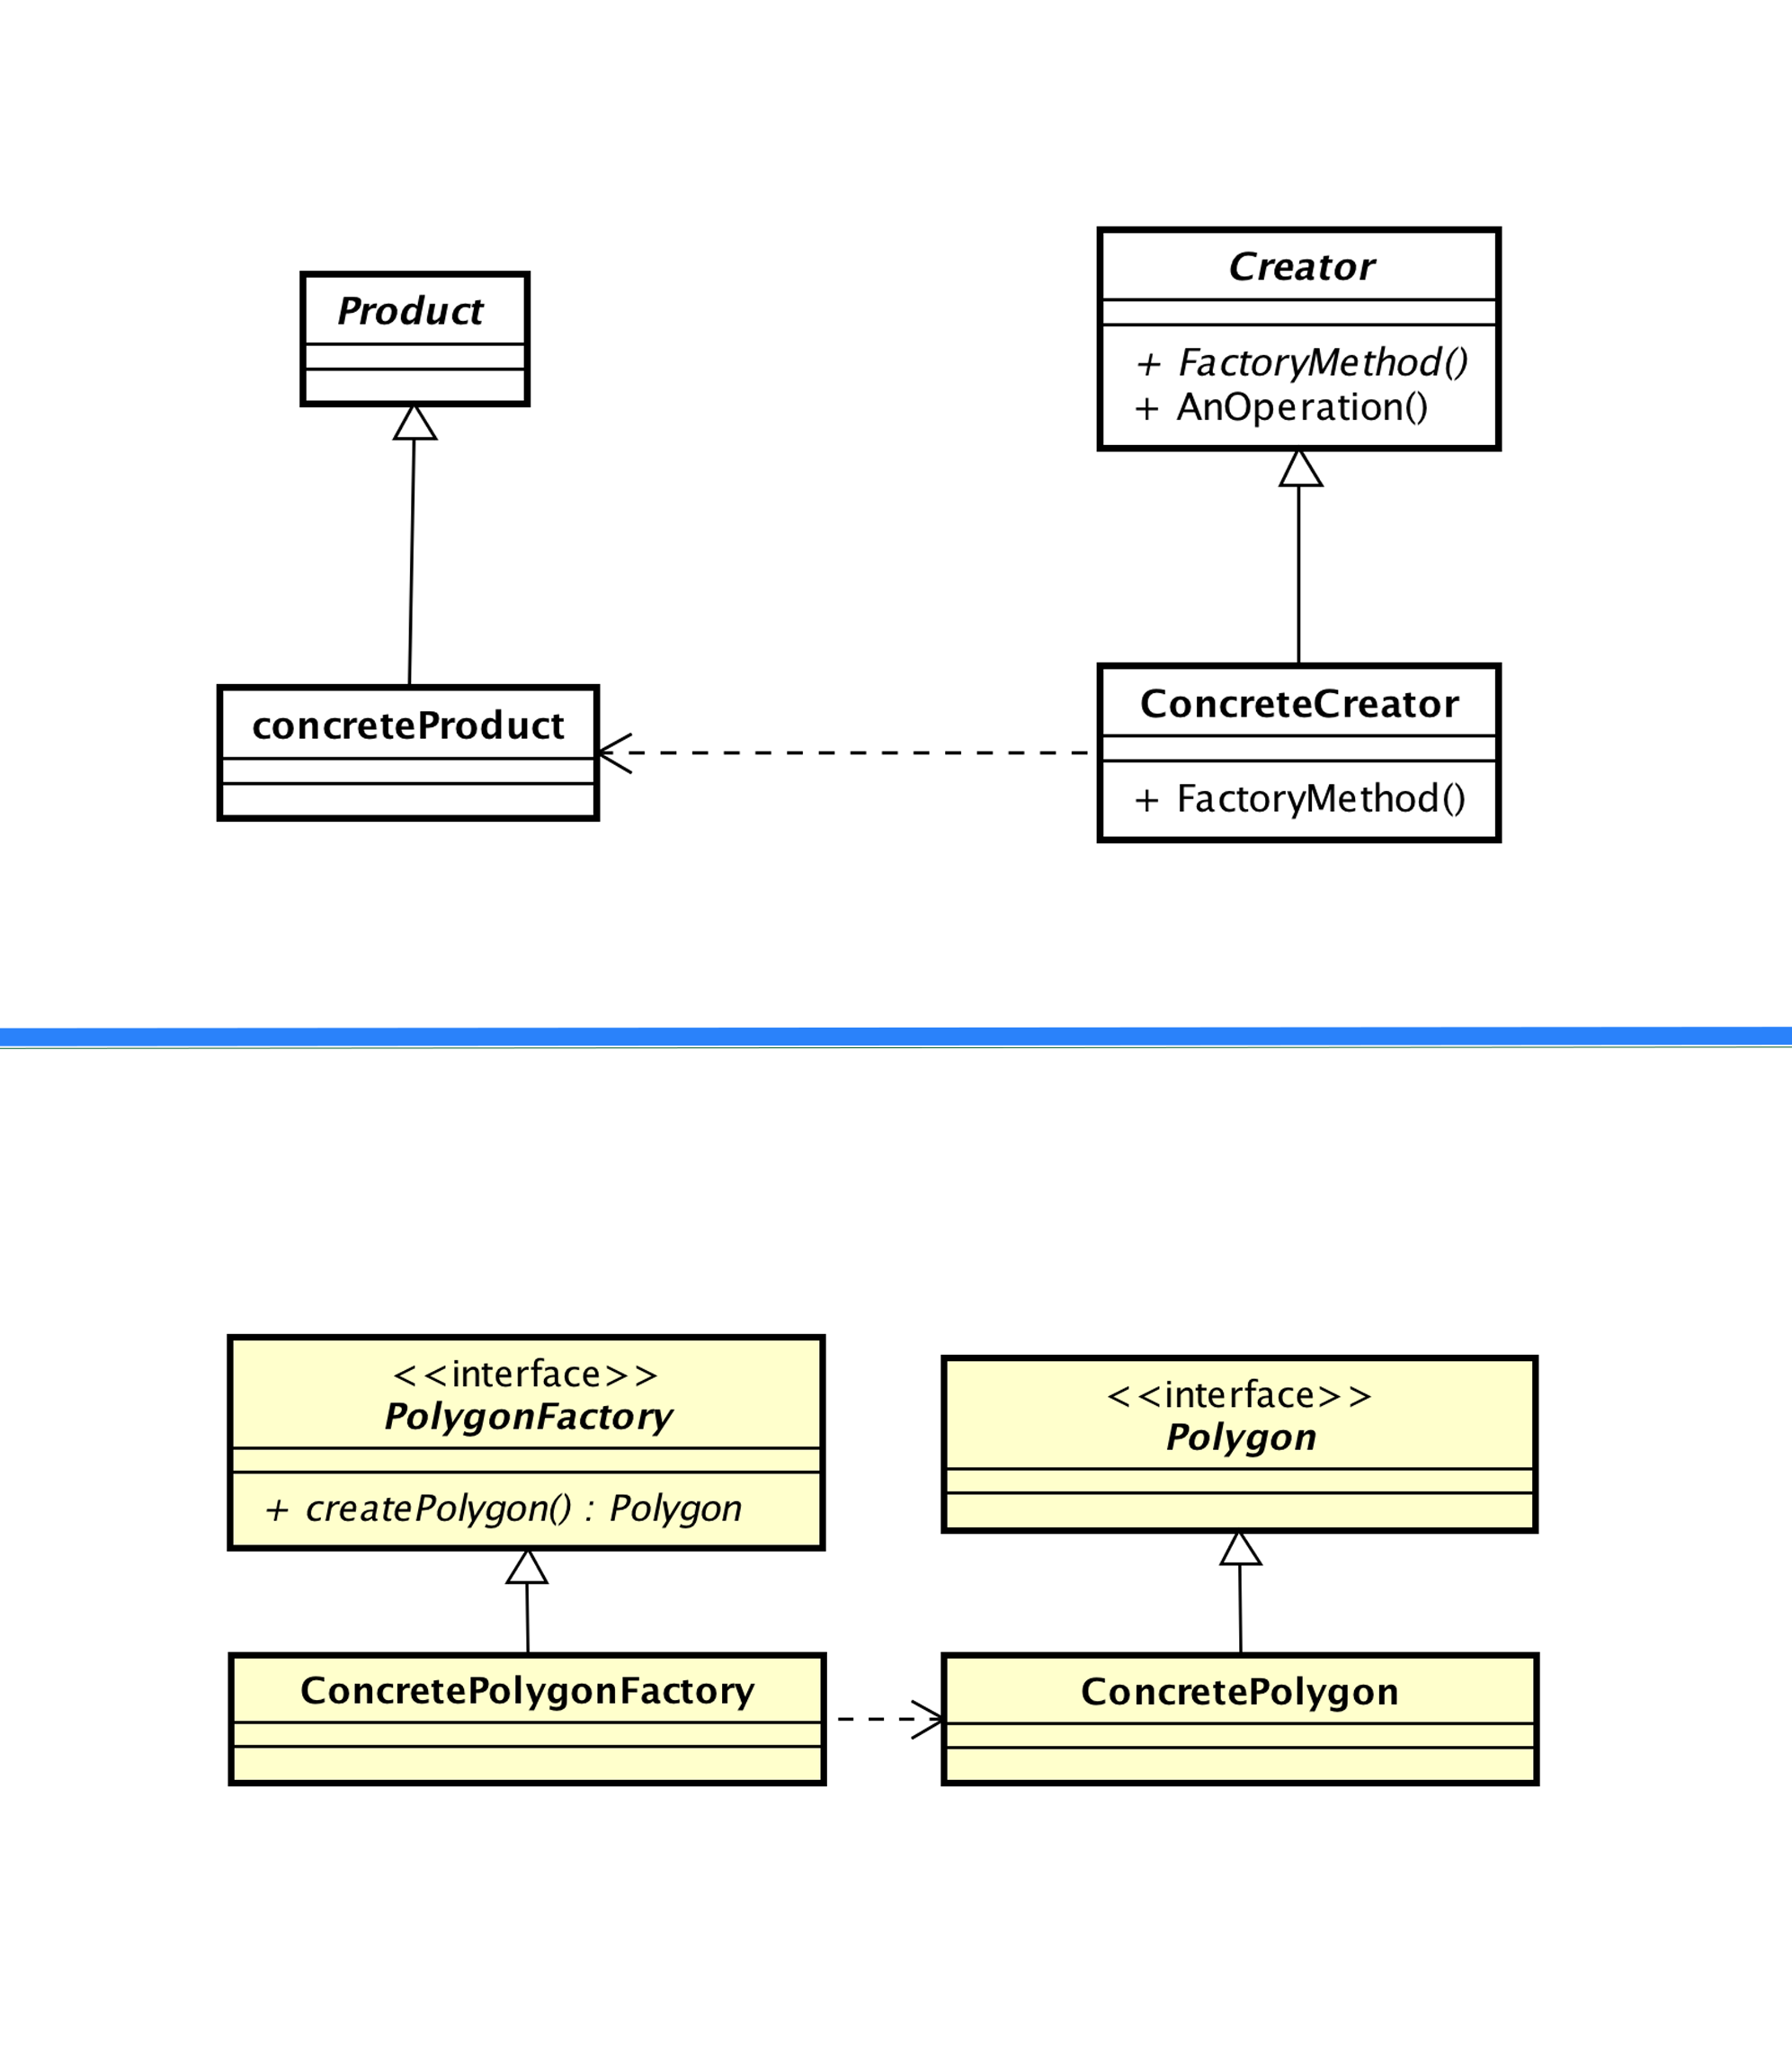 Product
Creator
+ FactoryMethod()
+ AnOperation()
concreteProduct
ConcreteCreator
+ FactoryMethod()
<<interface>>
PolygonFactory
+ createPolygon() : Polygon
<<interface>>
Polygon
ConcretePolygonFactory
ConcretePolygon